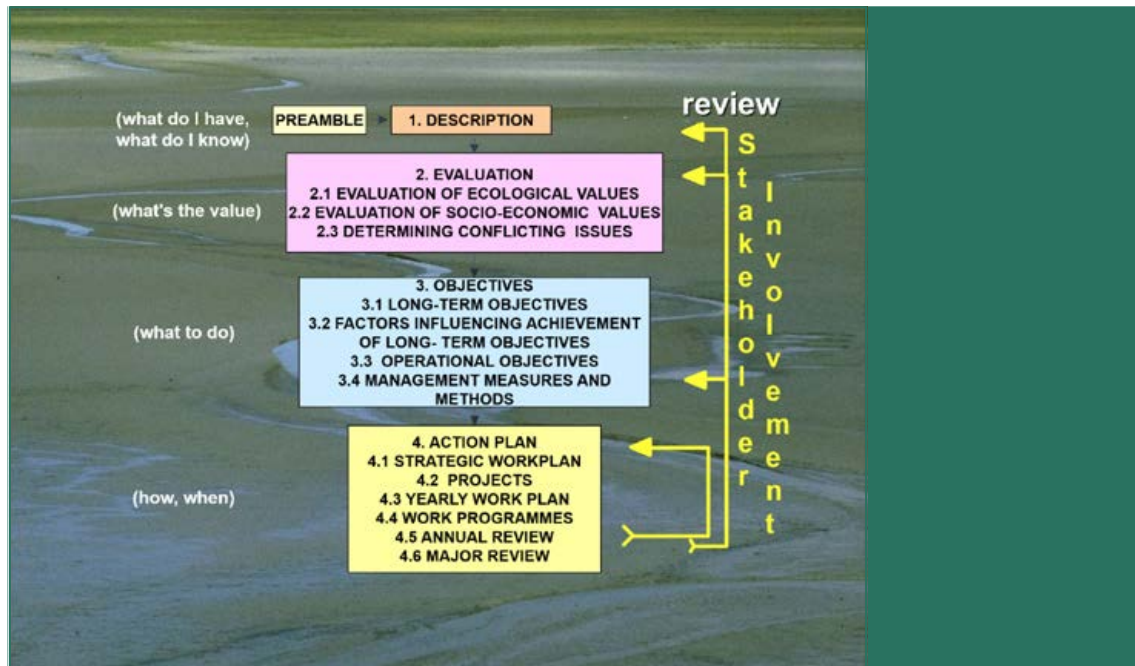 review
(what do I have,
what do I know)
PREAMBLE
1. DESCRIPTION
(what's the value)
2. EVALUATION
2.1 EVALUATION OF ECOLOGICAL VALUES
2.2 EVALUATION OF SOCIO-ECONOMIC VALUES
2.3 DETERMINING CONFLICTING ISSUES
(what to do)
3. OBJECTIVES
3.1 LONG-TERM OBJECTIVES
3.2 FACTORS INFLUENCING ACHIEVEMENT
OF LONG- TERM OBJECTIVES
3.3 OPERATIONAL OBJECTIVES
3.4 MANAGEMENT MEASURES AND
METHODS
(how, when)
4. ACTION PLAN
4.1 STRATEGIC WORKPLAN
4.2 PROJECTS
4.3 YEARLY WORK PLAN
4.4 WORK PROGRAMMES
4.5 ANNUAL REVIEW
4.6 MAJOR REVIEW
Stakeholder
Involvement